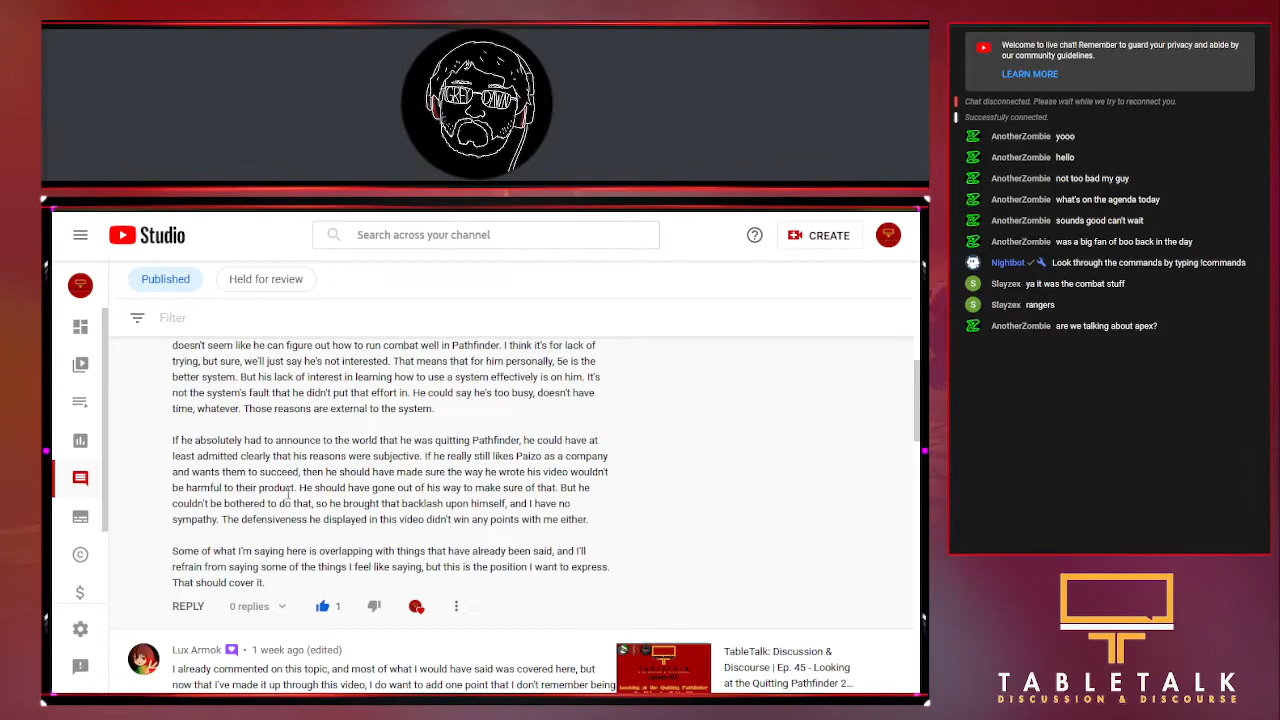 Studio
Search across your channel
CREATE
Published
Held for review
Filter
doesn't seem like he can figure out how to run combat well in Pathfinder. I think it's for lack of
trying, but sure, we'll just say he's not interested. That means that for him personally, 5e is the
better system. But his lack of interest in learning how to use a system effectively is on him. It's
not the system's fault that he didn't put that effort in. He could say he's too busy, doesn't have
time, whatever. Those reasons are external to the system.
If he absolutely had to announce to the world that he was quitting Pathfinder, he could have at
least admitted clearly that his reasons were subjective. If he really still likes Paizo as a company
and wants them to succeed, then he should have made sure the way he wrote his video wouldn't
be harmful to their product. He should have gone out of his way to make sure of that. But he
couldn't be bothered to do that, so he brought that backlash upon himself, and I have no
sympathy. The defensiveness he displayed in this video didn't win any points with me either.
Some of what I'm saying here is overlapping with things that have already been said, and I'll
refrain from saying some of the things I feel like saying, but this is the position I want to express.
That should cover it.
REPLY
0 replies
1
Lux Armok • 1 week ago (edited)
I already commented on this topic, and most of what I would have said was covered here, but
now that I've made it up through this video, I do want to add one point that I don't remember being
TableTalk: Discussion &
Discourse | Ep. 45 - Looking
at the Quitting Pathfinder 2...
Welcome to live chat! Remember to guard your privacy and abide by
our community guidelines.
LEARN MORE
Chat disconnected. Please wait while we try to reconnect you.
Successfully connected.
AnotherZombie yooo
AnotherZombie hello
AnotherZombie not too bad my guy
AnotherZombie what's on the agenda today
AnotherZombie sounds good can't wait
AnotherZombie was a big fan of boo back in the day
Nightbot Look through the commands by typing !commands
S Slayzex ya it was the combat stuff
S Slayzex rangers
AnotherZombie are we talking about apex?
TABLETALK
DISCUSSION & DISCOURSE